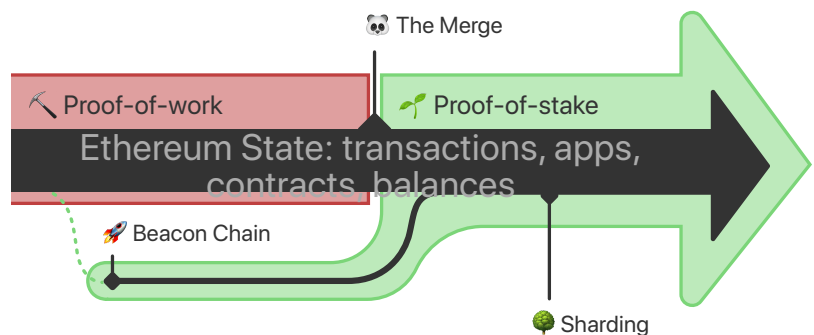 🐼 The Merge
⛏️ Proof-of-work
🌱 Proof-of-stake
Ethereum State: transactions, apps,
contracts, balances
🚀 Beacon Chain
🌳 Sharding